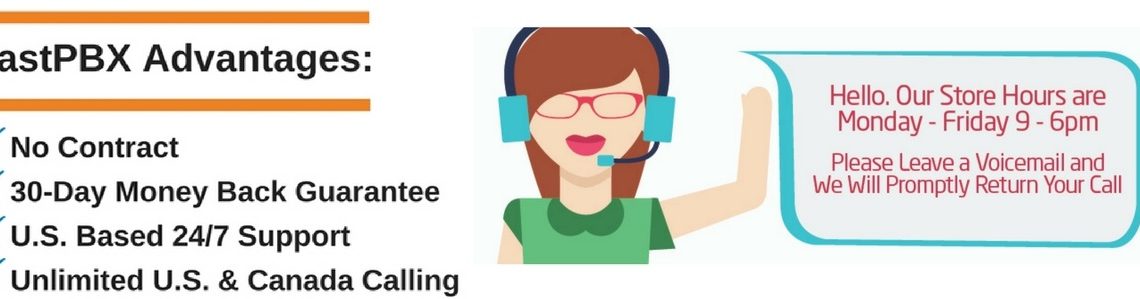 astPBX Advantages:
No Contract
30-Day Money Back Guarantee
U.S. Based 24/7 Support
Unlimited U.S. & Canada Calling
Hello. Our Store Hours are
Monday - Friday 9 - 6pm
Please Leave a Voicemail and
We Will Promptly Return Your Call